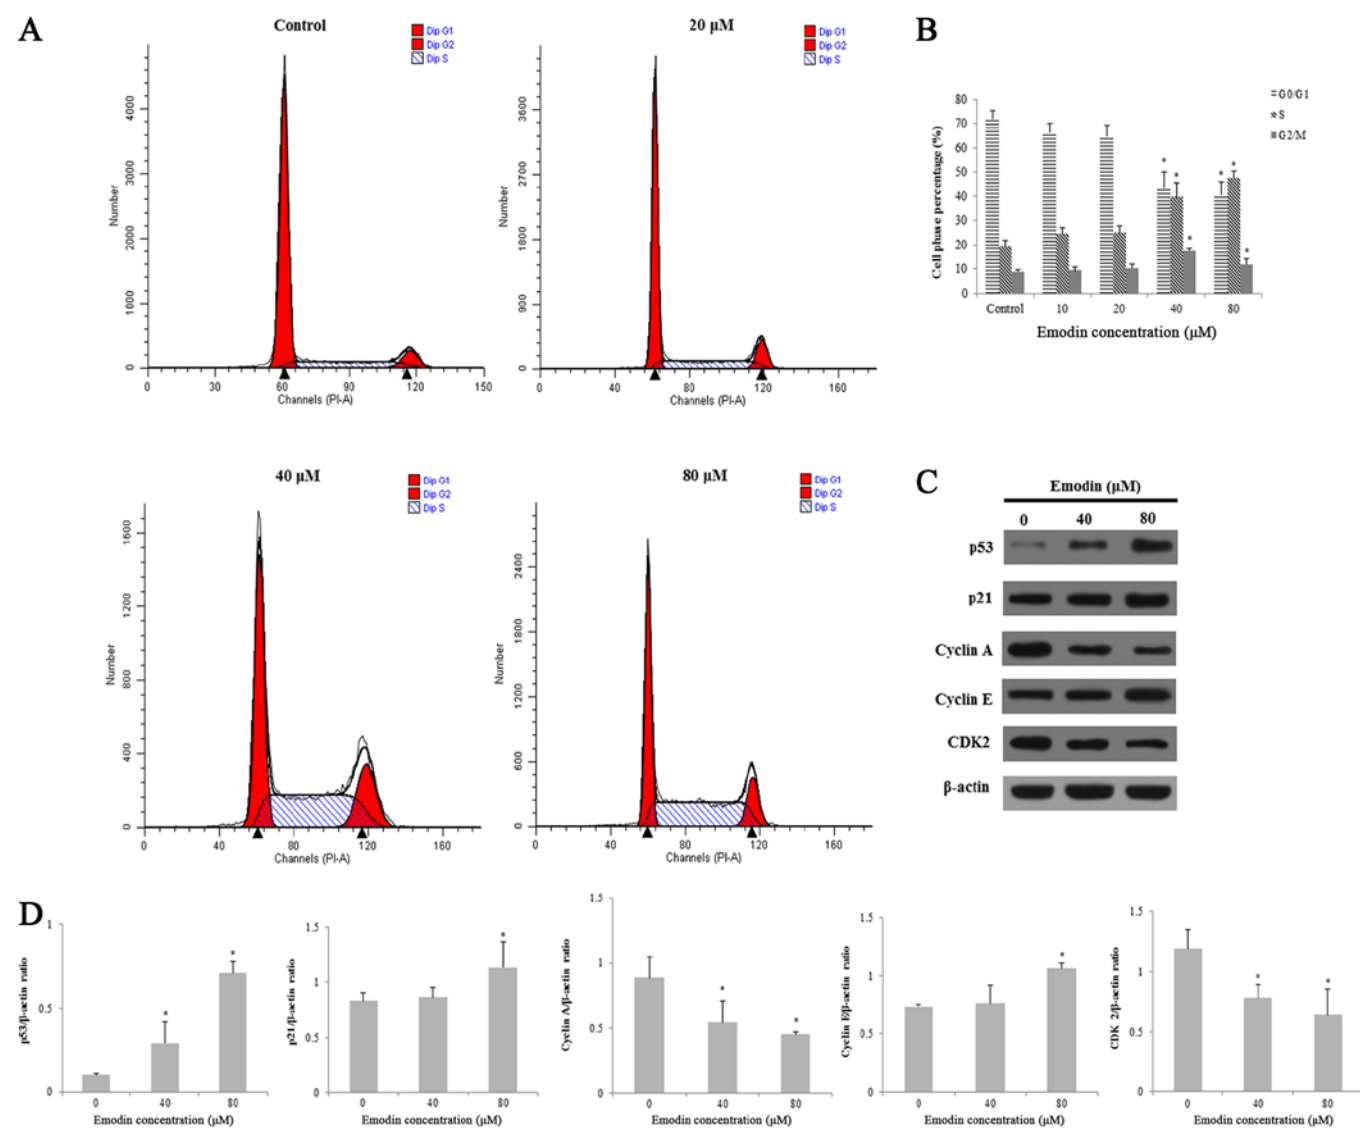 A
Control
Dip G1
Dip G2
Dip S
Number
4000
3000
2000
1000
0
0 30 60 90 120 150
Channels (PI-A)
20 μM
Dip G1
Dip G2
Dip S
Number
3600
2700
1800
900
0
0 40 80 120 160
Channels (PI-A)
B
G0/G1
S
G2/M
Cell phase percentage (%)
80
70
60
50
40
30
20
10
0
* * *
* * *
Control 10 20 40 80
Emodin concentration (μM)
40 μM
Dip G1
Dip G2
Dip S
Number
1600
1200
800
400
0
0 40 80 120 160
Channels (PI-A)
80 μM
Dip G1
Dip G2
Dip S
Number
2400
1800
1200
600
0
0 40 80 120 160
Channels (PI-A)
C
Emodin (μM)
0 40 80
p53
p21
Cyclin A
Cyclin E
CDK2
β-actin
D
p53/β-actin ratio
1
0.5
0
* *
0 40 80
Emodin concentration (μM)
p21/β-actin ratio
1.5
1
0.5
0
*
0 40 80
Emodin concentration (μM)
Cyclin A/β-actin ratio
1.5
1
0.5
0
* *
0 40 80
Emodin concentration (μM)
Cyclin E/β-actin ratio
1.5
1
0.5
0
*
0 40 80
Emodin concentration (μM)
CDK 2/β-actin ratio
1.5
1
0.5
0
* *
0 40 80
Emodin concentration (μM)